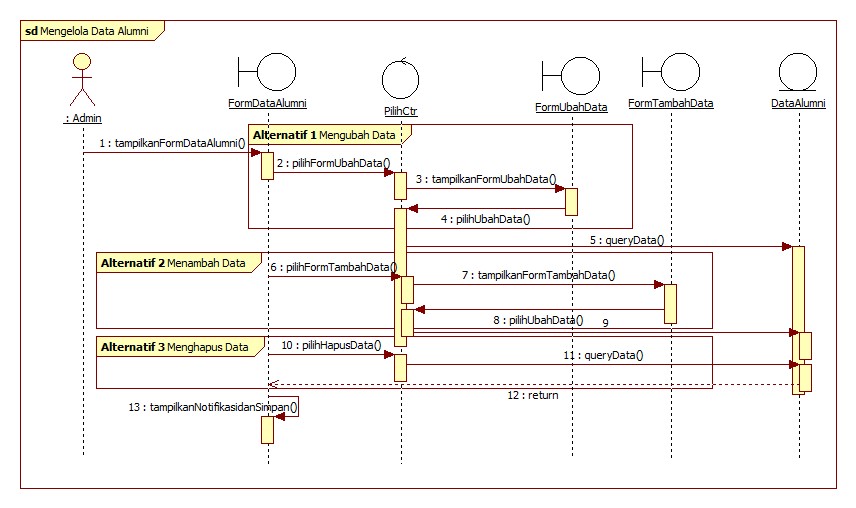 sd Mengelola Data Alumni
: Admin
FormDataAlumni
PilihCtr
FormUbahData
FormTambahData
DataAlumni
Alternatif 1 Mengubah Data
1 : tampilkanFormDataAlumni()
2 : pilihFormUbahData()
3 : tampilkanFormUbahData()
4 : pilihUbahData()
5 : queryData()
Alternatif 2 Menambah Data
6 : pilihFormTambahData()
7 : tampilkanFormTambahData()
8 : pilihUbahData()
9
Alternatif 3 Menghapus Data
10 : pilihHapusData()
11 : queryData()
12 : return
13 : tampilkanNotifikasidanSimpan()